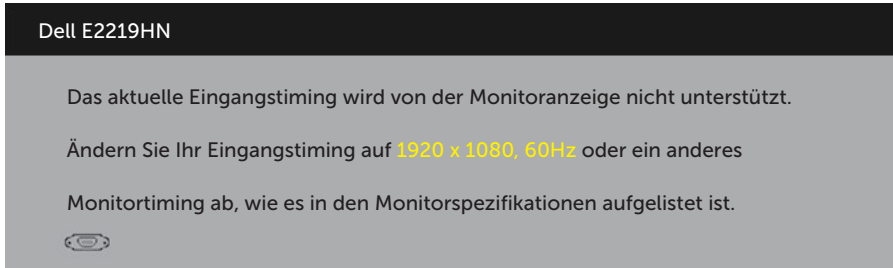 Dell E2219HN
Das aktuelle Eingangstiming wird von der Monitoranzeige nicht unterstützt.
Ändern Sie Ihr Eingangstiming auf 1920 x 1080, 60Hz oder ein anderes
Monitortiming ab, wie es in den Monitorspezifikationen aufgelistet ist.